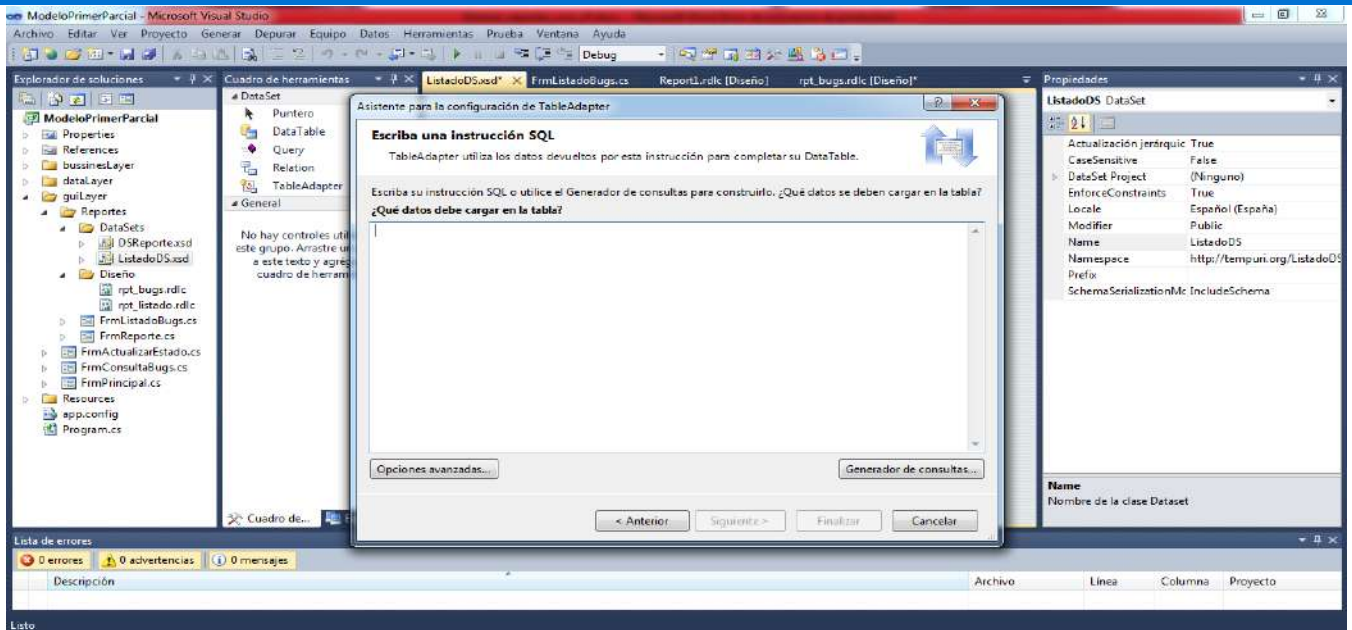 ModeloPrimerParcial - Microsoft Visual Studio
Archivo Editar Ver Proyecto Generar Depurar Equipo Datos Herramientas Prueba Ventana Ayuda
Debug
Explorador de soluciones
ModeloPrimerParcial
Properties
References
bussinesLayer
dataLayer
guiLayer
Reportes
DataSets
DSReporte.xsd
ListadoDS.xsd
Diseño
rpt_bugs.rdlc
rpt_listado.rdlc
FrmListadoBugs.cs
FrmReporte.cs
FrmActualizarEstado.cs
FrmConsultaBugs.cs
FrmPrincipal.cs
Resources
app.config
Program.cs
Cuadro de herramientas
DataSet
Puntero
DataTable
Query
Relation
TableAdapter
General
No hay controles util
este grupo. Arrastre un
a este texto y agrég
cuadro de herram
Cuadro de...
ListadoDS.xsd* FrmListadoBugs.cs Report1.rdlc [Diseño] rpt_bugs.rdlc [Diseño]*
Asistente para la configuración de TableAdapter
Escriba una instrucción SQL
TableAdapter utiliza los datos devueltos por esta instrucción para completar su DataTable.
Escriba su instrucción SQL o utilice el Generador de consultas para construirlo. ¿Qué datos se deben cargar en la tabla?
¿Qué datos debe cargar en la tabla?
Opciones avanzadas... Generador de consultas...
< Anterior Siguiente > Finalizar Cancelar
Propiedades
ListadoDS DataSet
Actualización jerárquic True
CaseSensitive False
DataSet Project (Ninguno)
EnforceConstraints True
Locale Español (España)
Modifier Public
Name ListadoDS
Namespace http://tempuri.org/ListadoDS
Prefix
SchemaSerializationMc IncludeSchema
Name
Nombre de la clase Dataset
Lista de errores
0 errores 0 advertencias 0 mensajes
Descripción Archivo Línea Columna Proyecto
Listo